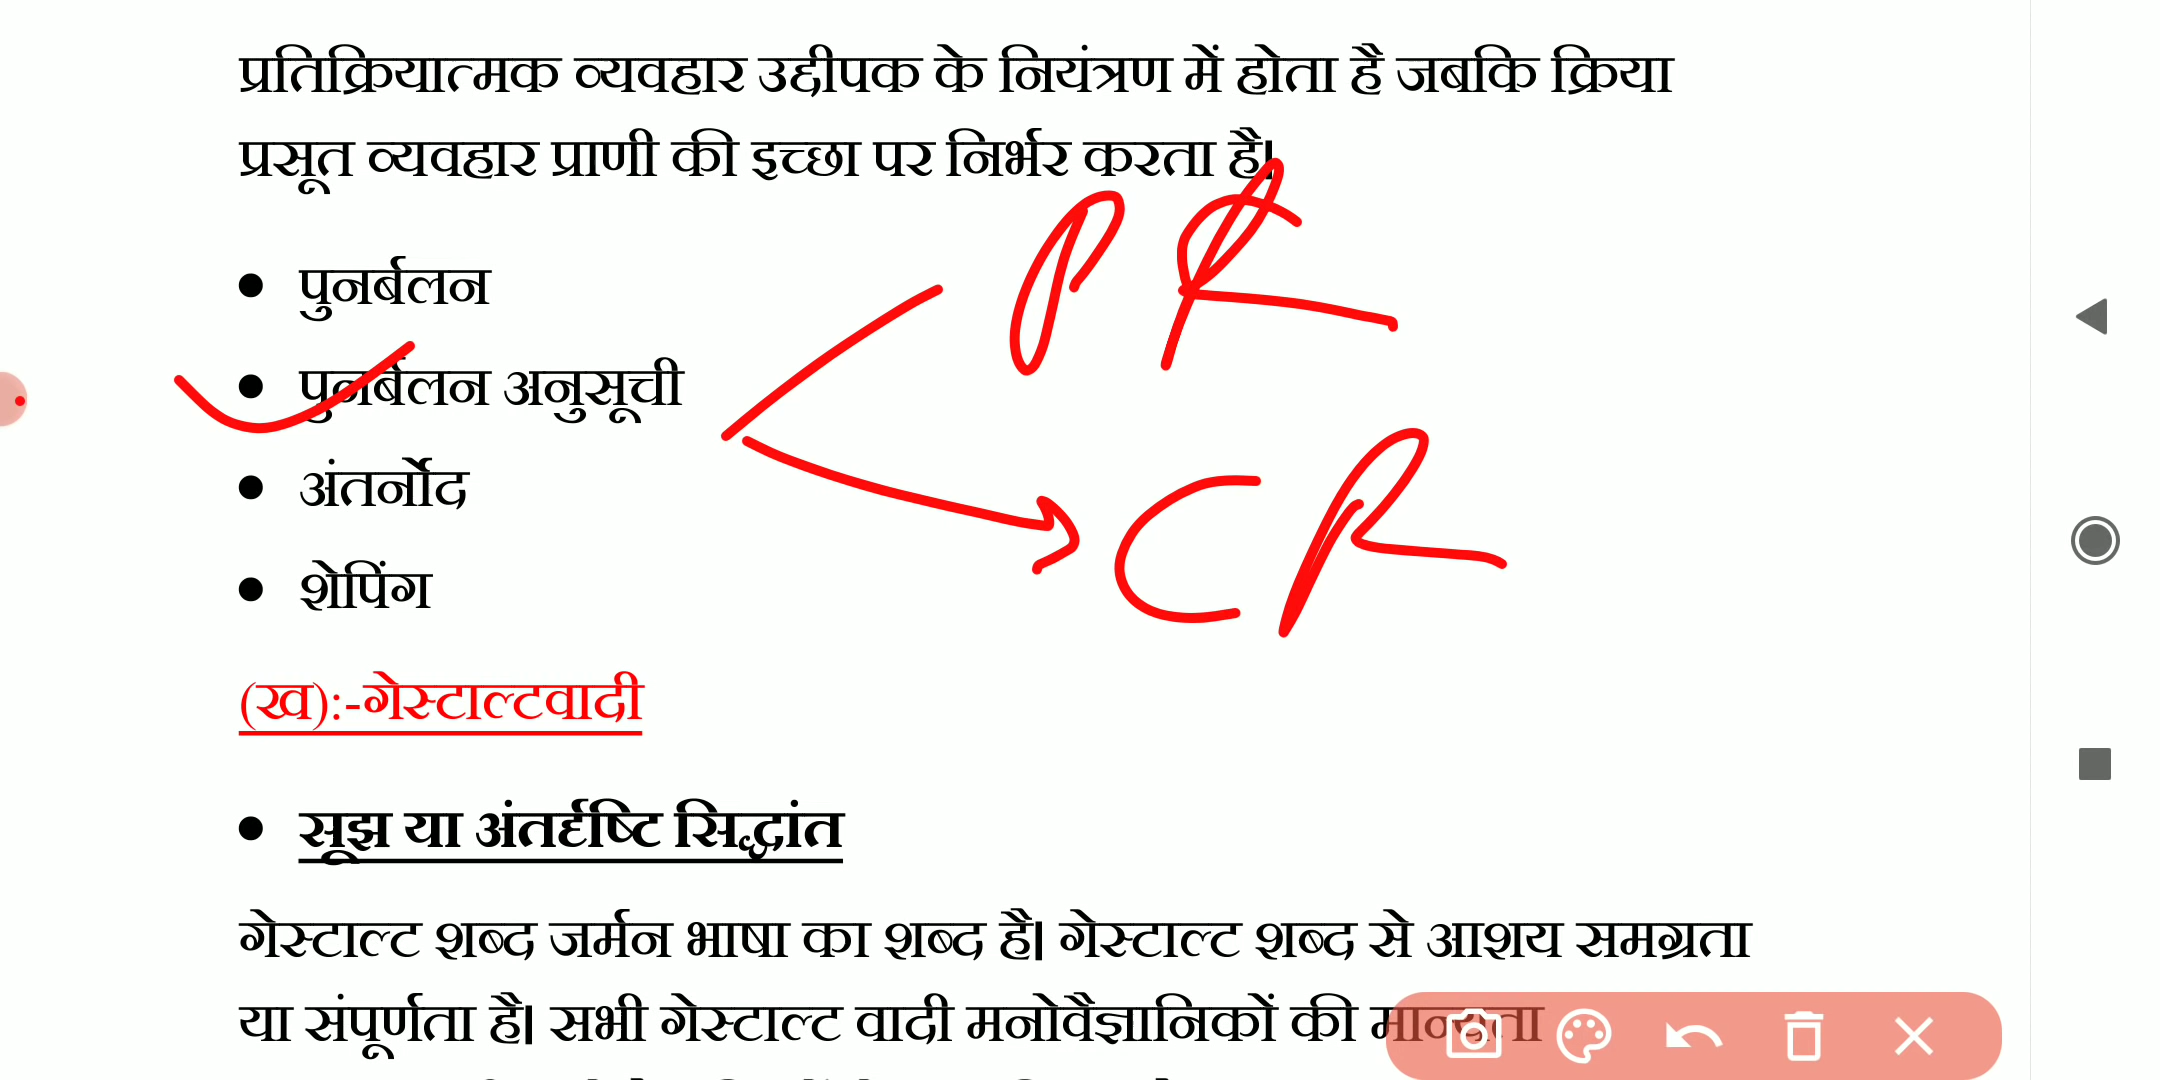 प्रतिक्रियात्मक व्यवहार उद्दीपक के नियंत्रण में होता है जबकि क्रिया
प्रसूत व्यवहार प्राणी की इच्छा पर निर्भर करता है।
● पुनर्बलन
● पुनर्बलन अनुसूची
● अंतर्नोद
● शेपिंग
PR
CR
(ख):-गेस्टाल्टवादी
● सूझ या अंतर्दृष्टि सिद्धांत
गेस्टाल्ट शब्द जर्मन भाषा का शब्द है। गेस्टाल्ट शब्द से आशय समग्रता
या संपूर्णता है। सभी गेस्टाल्ट वादी मनोवैज्ञानिकों की मान्यता